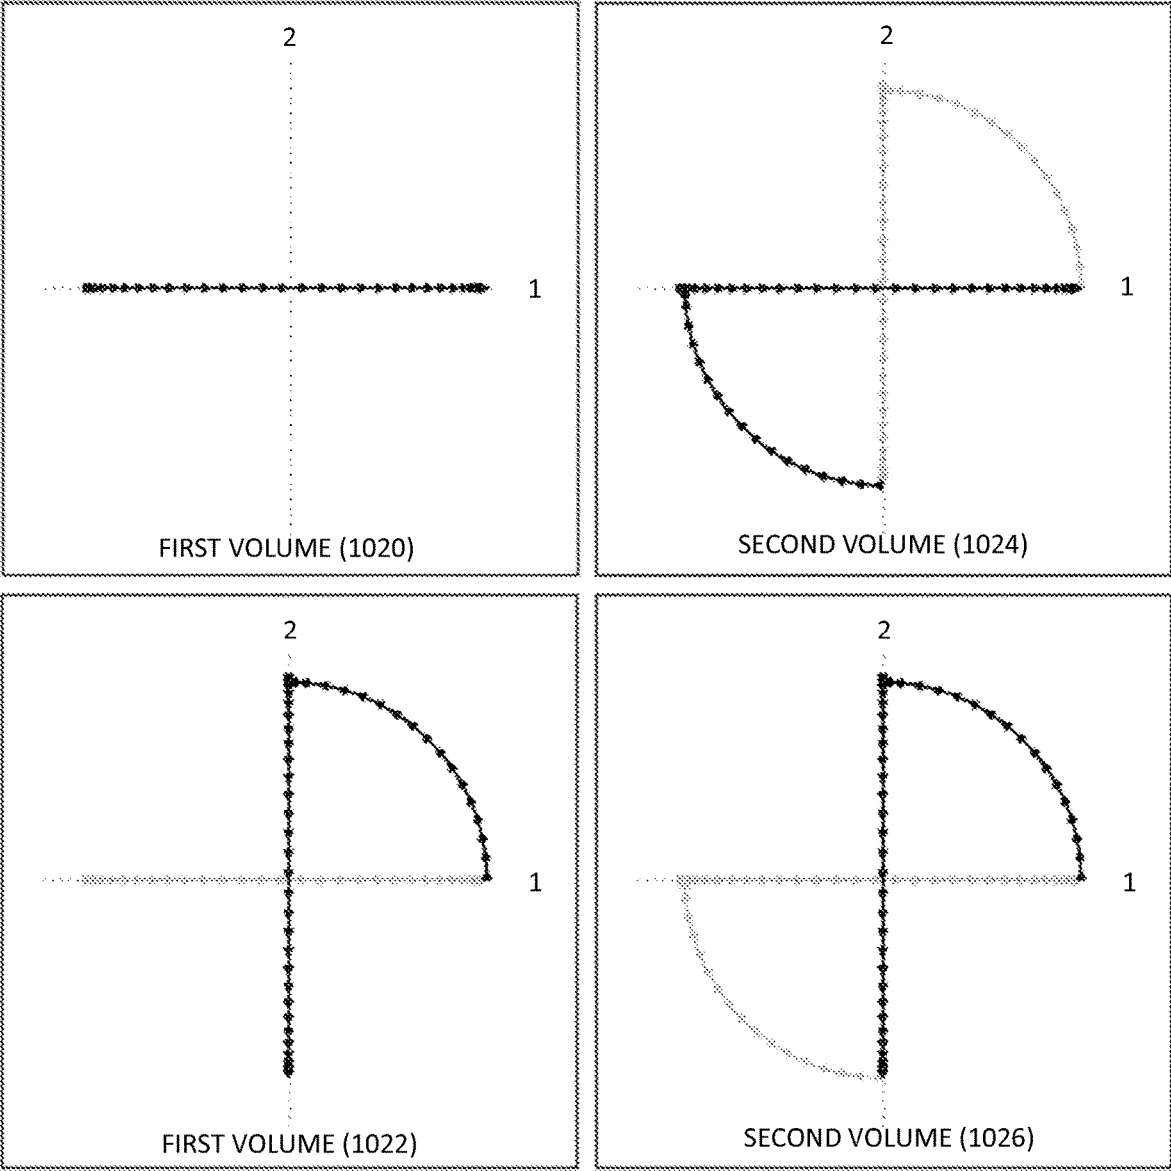 2
1
FIRST VOLUME (1020)
2
1
SECOND VOLUME (1024)
2
1
FIRST VOLUME (1022)
2
1
SECOND VOLUME (1026)